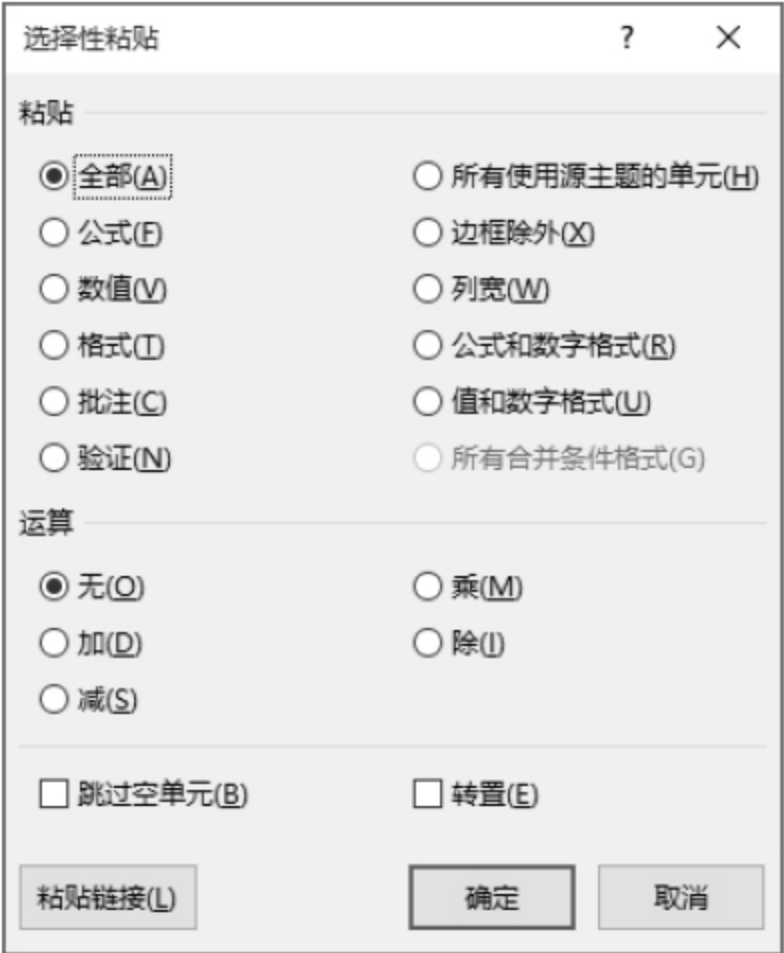 选择性粘贴 ?
粘贴
全部(A) 所有使用源主题的单元(H)
公式(F) 边框除外(X)
数值(V) 列宽(W)
格式(T) 公式和数字格式(R)
批注(C) 值和数字格式(U)
验证(N) 所有合并条件格式(G)
运算
无(O) 乘(M)
加(D) 除(I)
减(S)
跳过空单元(B) 转置(E)
粘贴链接(L) 确定 取消